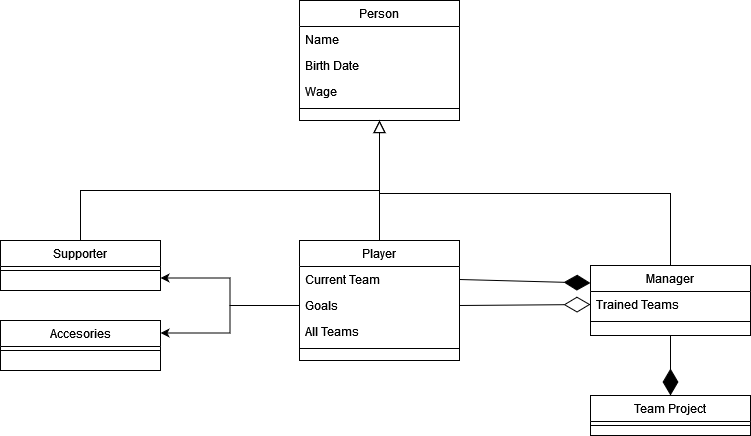 Person
Name
Birth Date
Wage
Supporter
Player
Current Team
Goals
All Teams
Manager
Trained Teams
Accesories
Team Project